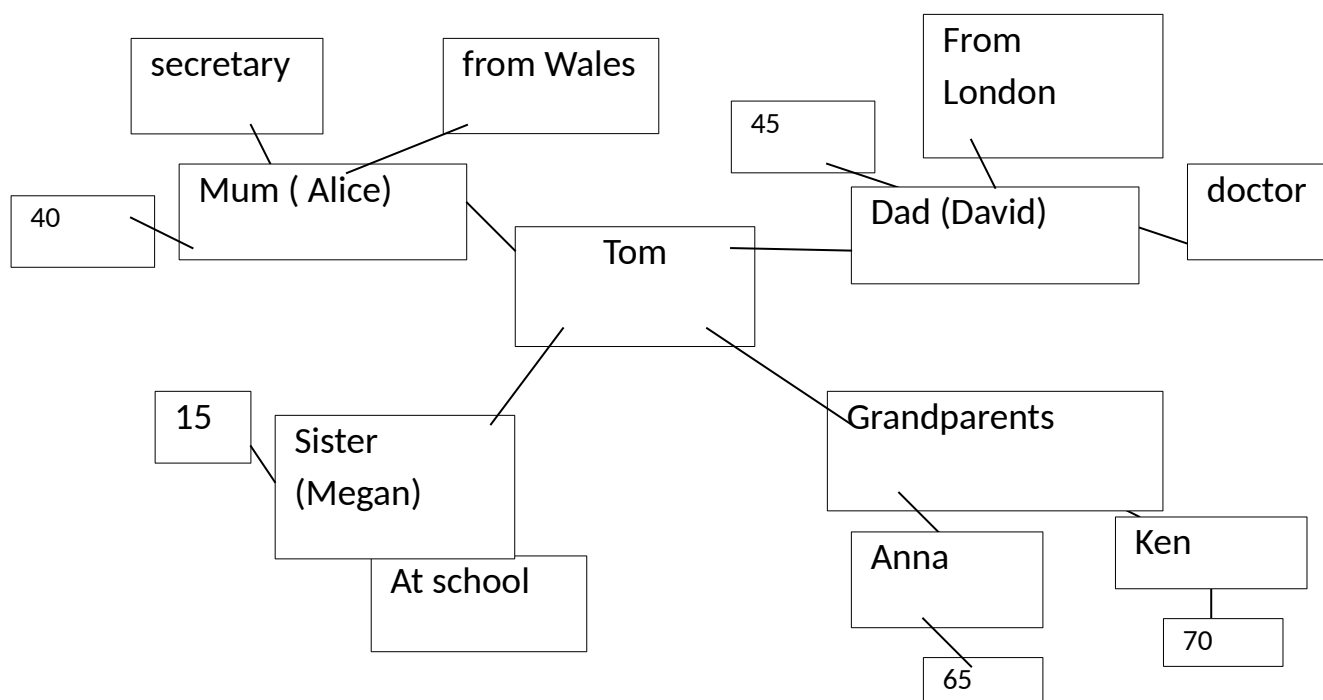 secretary
from Wales
From
London
45
Mum ( Alice)
doctor
40
Dad (David)
Tom
15
Sister
(Megan)
Grandparents
At school
Anna
Ken
70
65